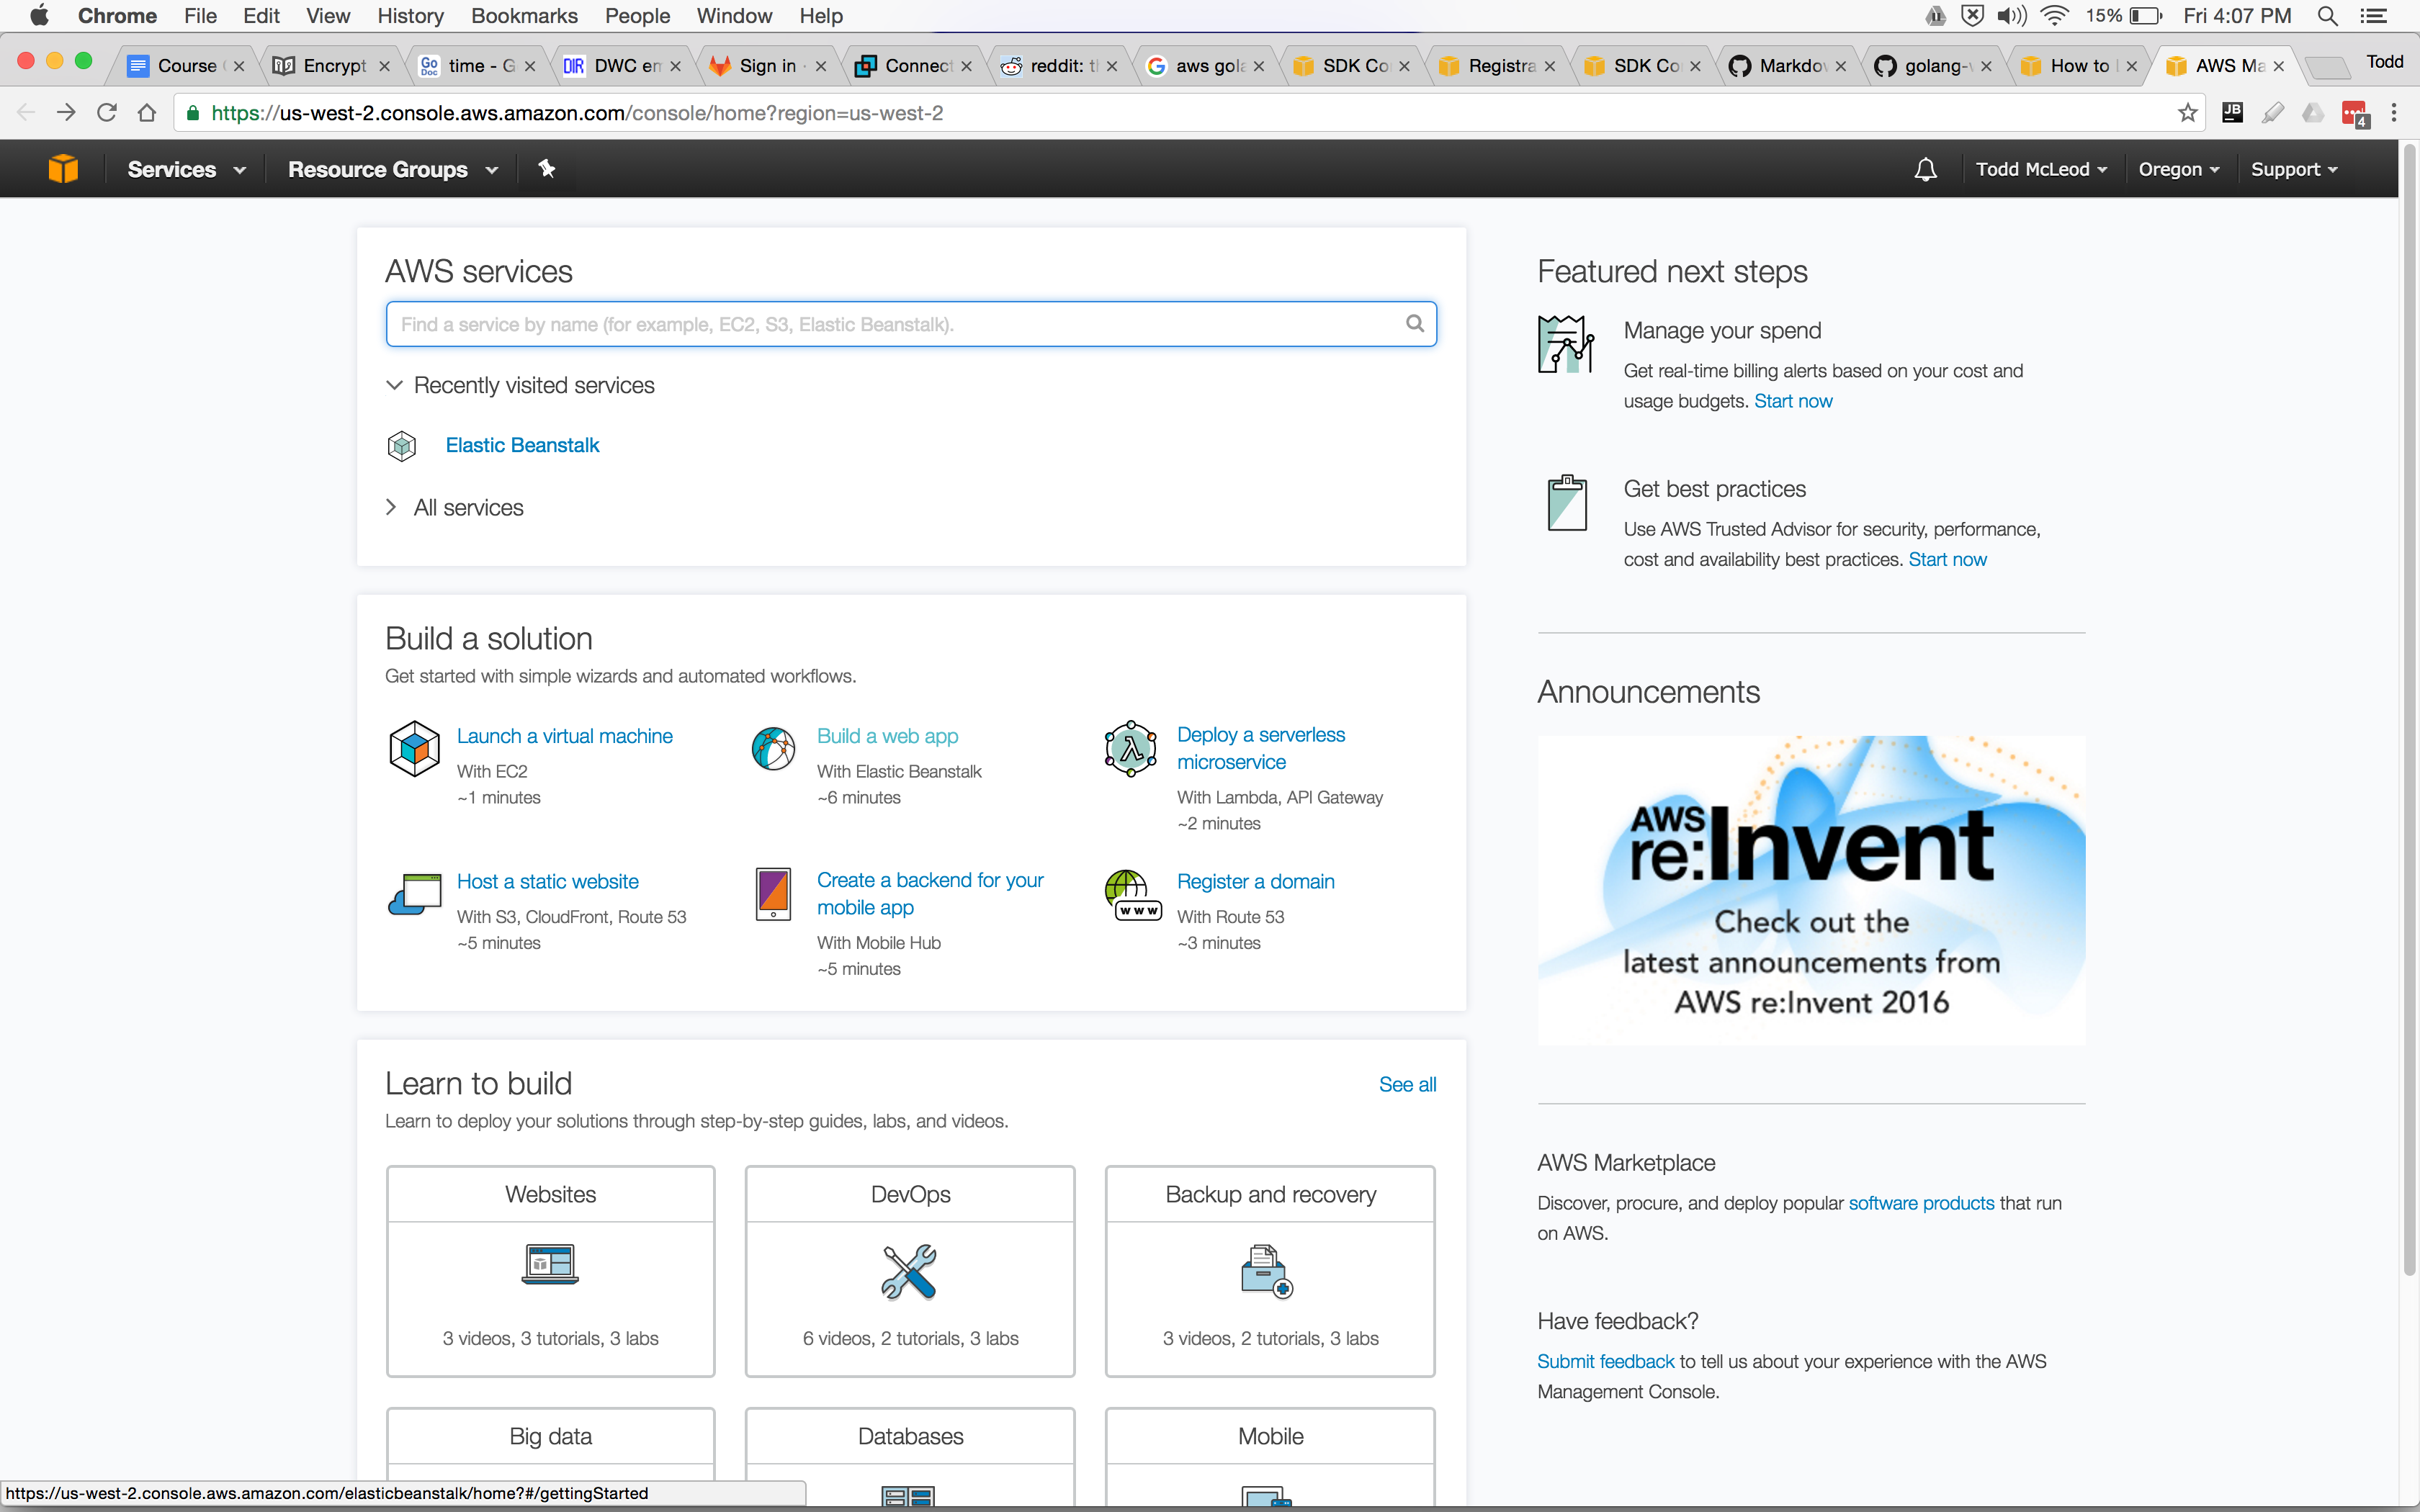 Chrome File Edit View History Bookmarks People Window Help 15% Fri 4:07 PM
Course Encrypt Go Doc time - G DIR DWC em Sign in Connect reddit: t aws gola SDK Co Registra SDK Co Markdov golang- How to AWS Ma Todd
https://us-west-2.console.aws.amazon.com/console/home?region=us-west-2 JB 4
Services Resource Groups Todd McLeod Oregon Support
AWS services
Find a service by name (for example, EC2, S3, Elastic Beanstalk).
Recently visited services
Elastic Beanstalk
All services
Build a solution
Get started with simple wizards and automated workflows.
Launch a virtual machine
With EC2
~1 minutes
Build a web app
With Elastic Beanstalk
~6 minutes
Deploy a serverless
microservice
With Lambda, API Gateway
~2 minutes
Host a static website
With S3, CloudFront, Route 53
~5 minutes
Create a backend for your
mobile app
With Mobile Hub
~5 minutes
www
Register a domain
With Route 53
~3 minutes
Learn to build
See all
Learn to deploy your solutions through step-by-step guides, labs, and videos.
Websites
3 videos, 3 tutorials, 3 labs
DevOps
6 videos, 2 tutorials, 3 labs
Backup and recovery
3 videos, 2 tutorials, 3 labs
Big data
Databases
Mobile
Featured next steps
Manage your spend
Get real-time billing alerts based on your cost and
usage budgets. Start now
Get best practices
Use AWS Trusted Advisor for security, performance,
cost and availability best practices. Start now
Announcements
AWS
re:Invent
Check out the
latest announcements from
AWS re:Invent 2016
AWS Marketplace
Discover, procure, and deploy popular software products that run
on AWS.
Have feedback?
Submit feedback to tell us about your experience with the AWS
Management Console.
https://us-west-2.console.aws.amazon.com/elasticbeanstalk/home?#/gettingStarted